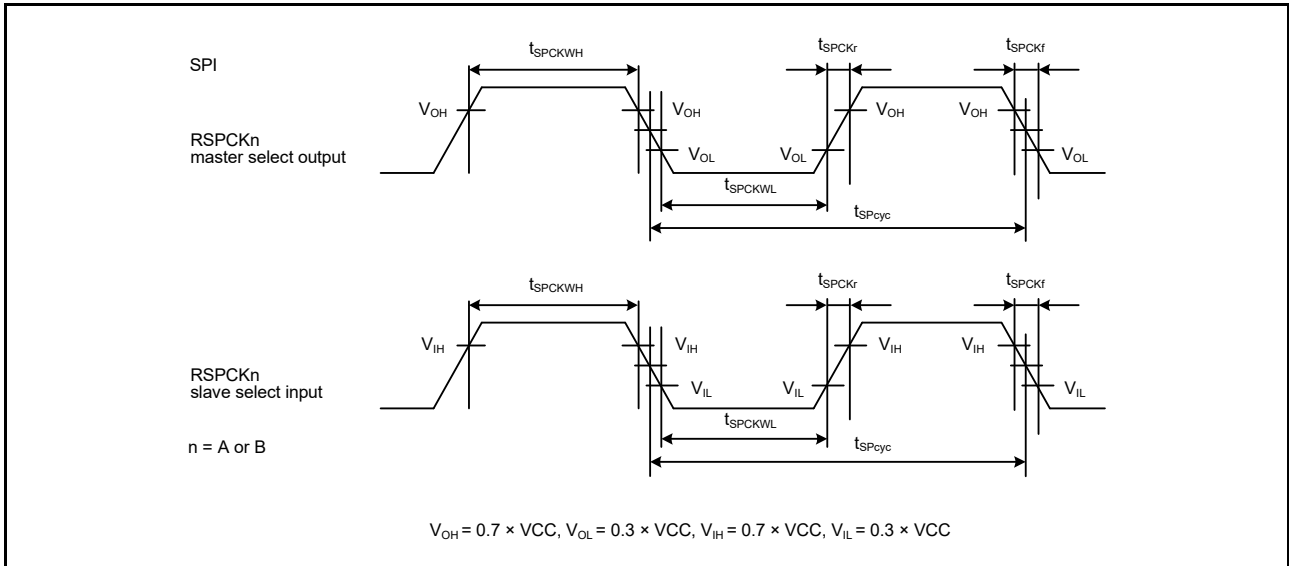 SPI
tSPCKWH
tSPCKr
tSPCKf
VOH
VOH
VOH
VOH
RSPCKn
master select output
VOL
VOL
VOL
tSPCKWL
tSPcyc
tSPCKWH
tSPCKr
tSPCKf
VIH
VIH
VIH
VIH
RSPCKn
slave select input
VIL
VIL
VIL
tSPCKWL
tSPcyc
n = A or B
VOH = 0.7 × VCC, VOL = 0.3 × VCC, VIH = 0.7 × VCC, VIL = 0.3 × VCC